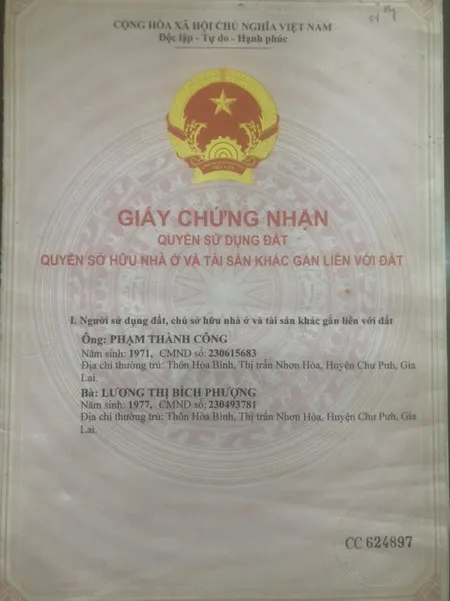 CỘNG HÒA XÃ HỘI CHỦ NGHĨA VIỆT NAM
Độc lập - Tự do - Hạnh phúc
GIẤY CHỨNG NHẬN
QUYỀN SỬ DỤNG ĐẤT
QUYỀN SỞ HỮU NHÀ Ở VÀ TÀI SẢN KHÁC GẮN LIỀN VỚI ĐẤT
I. Người sử dụng đất, chủ sở hữu nhà ở và tài sản khác gắn liền với đất
Ông: PHẠM THÀNH CÔNG
Năm sinh: 1971, CMND số: 230615683
Địa chỉ thường trú: Thôn Hòa Bình, Thị trấn Nhơn Hòa, Huyện Chư Pưh, Gia
Lai.
Bà: LƯƠNG THỊ BÍCH PHƯỢNG
Năm sinh: 1977, CMND số: 230493781
Địa chỉ thường trú: Thôn Hòa Bình, Thị trấn Nhơn Hòa, Huyện Chư Pưh, Gia
Lai.
CC 624897